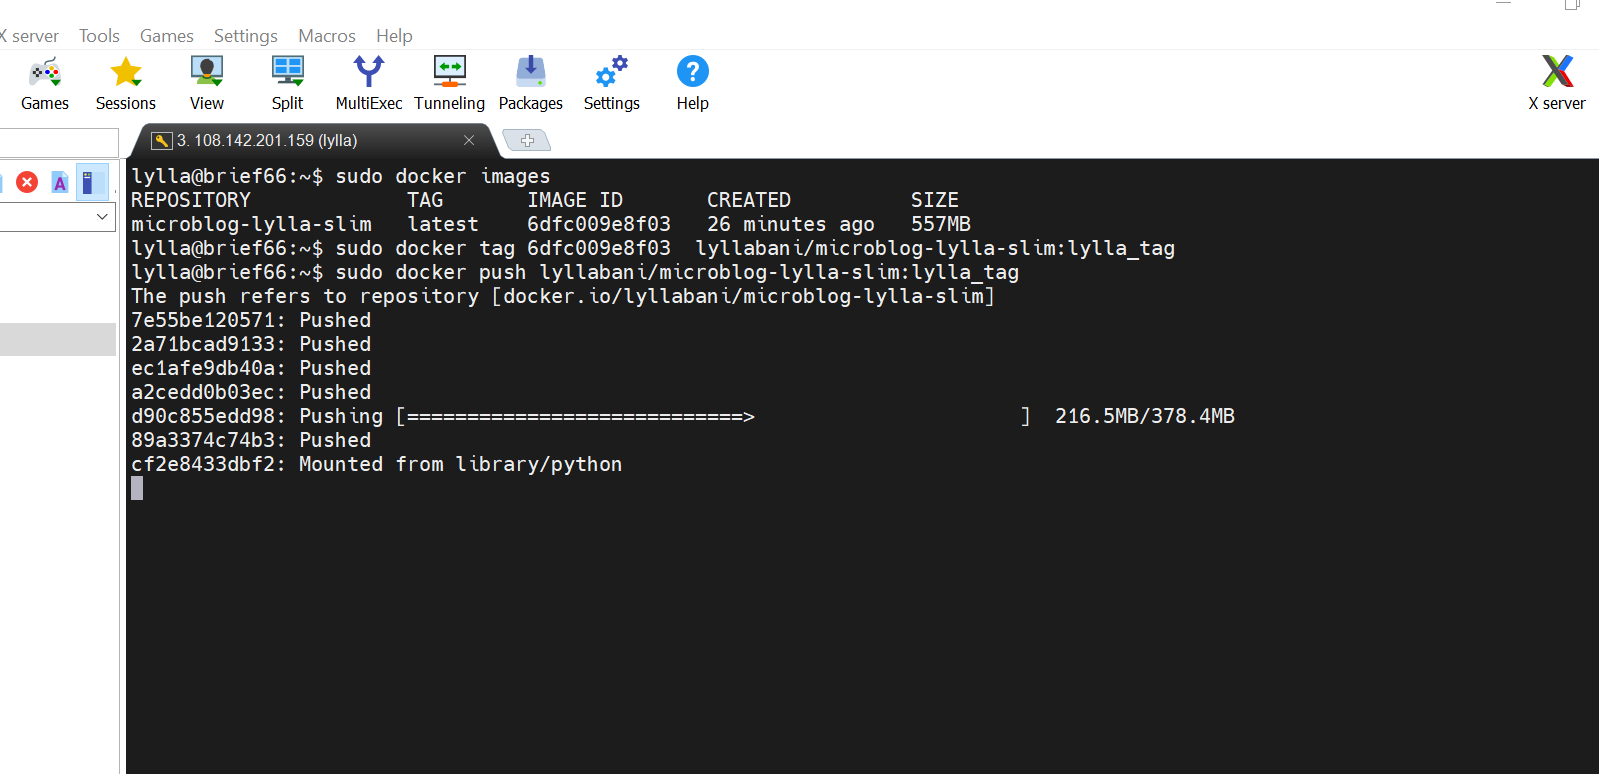 X server Tools Games Settings Macros Help
Games Sessions View Split MultiExec Tunneling Packages Settings Help X server
3. 108.142.201.159 (lylla)
lylla@brief66:~$ sudo docker images
REPOSITORY TAG IMAGE ID CREATED SIZE
microblog-lylla-slim latest 6dfc009e8f03 26 minutes ago 557MB
lylla@brief66:~$ sudo docker tag 6dfc009e8f03 lyllabani/microblog-lylla-slim:lylla_tag
lylla@brief66:~$ sudo docker push lyllabani/microblog-lylla-slim:lylla_tag
The push refers to repository [docker.io/lyllabani/microblog-lylla-slim]
7e55be120571: Pushed
2a71bcad9133: Pushed
ec1afe9db40a: Pushed
a2cedd0b03ec: Pushed
d90c855edd98: Pushing [============================> ] 216.5MB/378.4MB
89a3374c74b3: Pushed
cf2e8433dbf2: Mounted from library/python